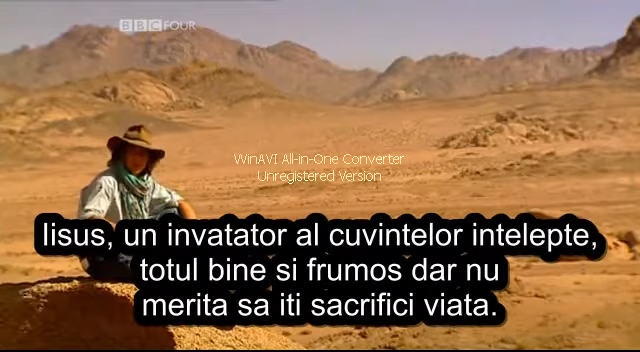 BBC FOUR
WinAVI All-in-One Converter
Unregistered Version
Iisus, un invatator al cuvintelor intelepte,
totul bine si frumos dar nu
merita sa iti sacrifici viata.